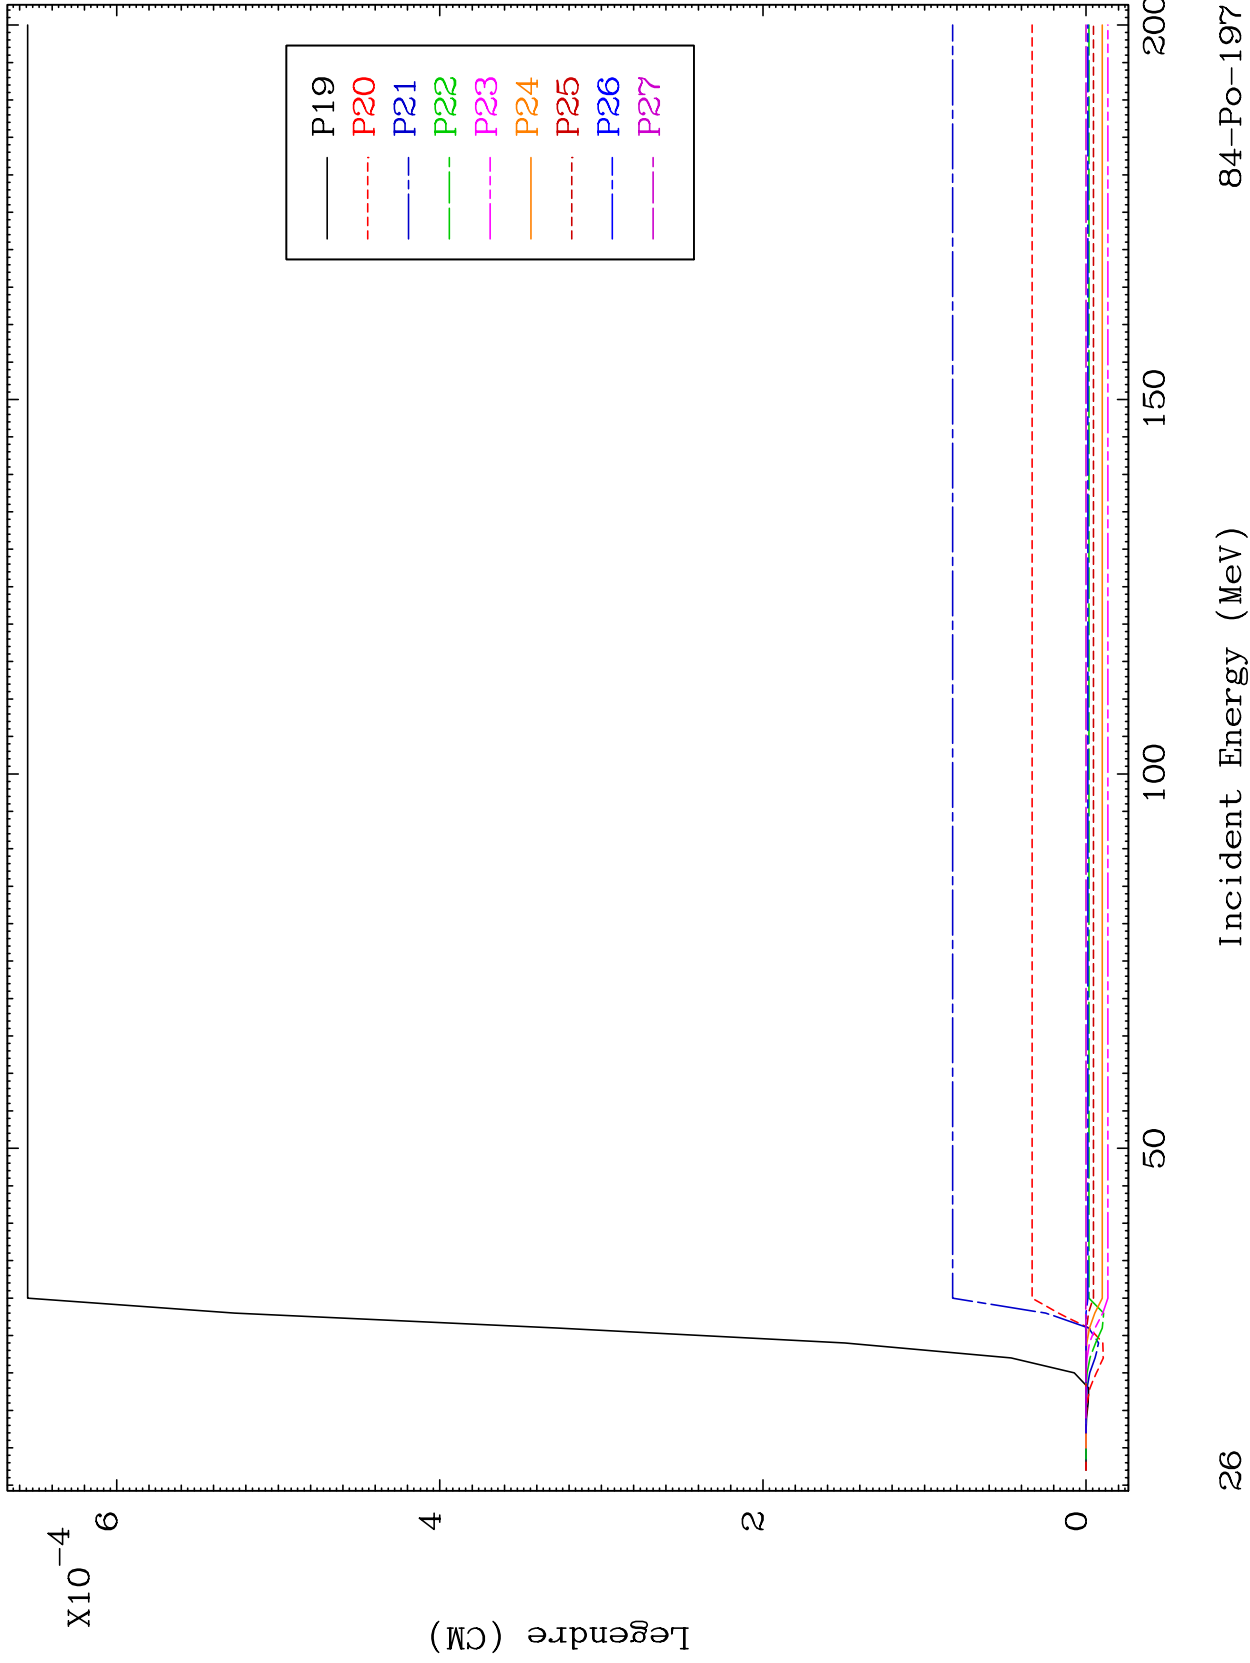 X10-4
6
4
2
0
Legendre (CM)
P19
P20
P21
P22
P23
P24
P25
P26
P27
50
100
150
200
Incident Energy (MeV)
26
84-Po-197